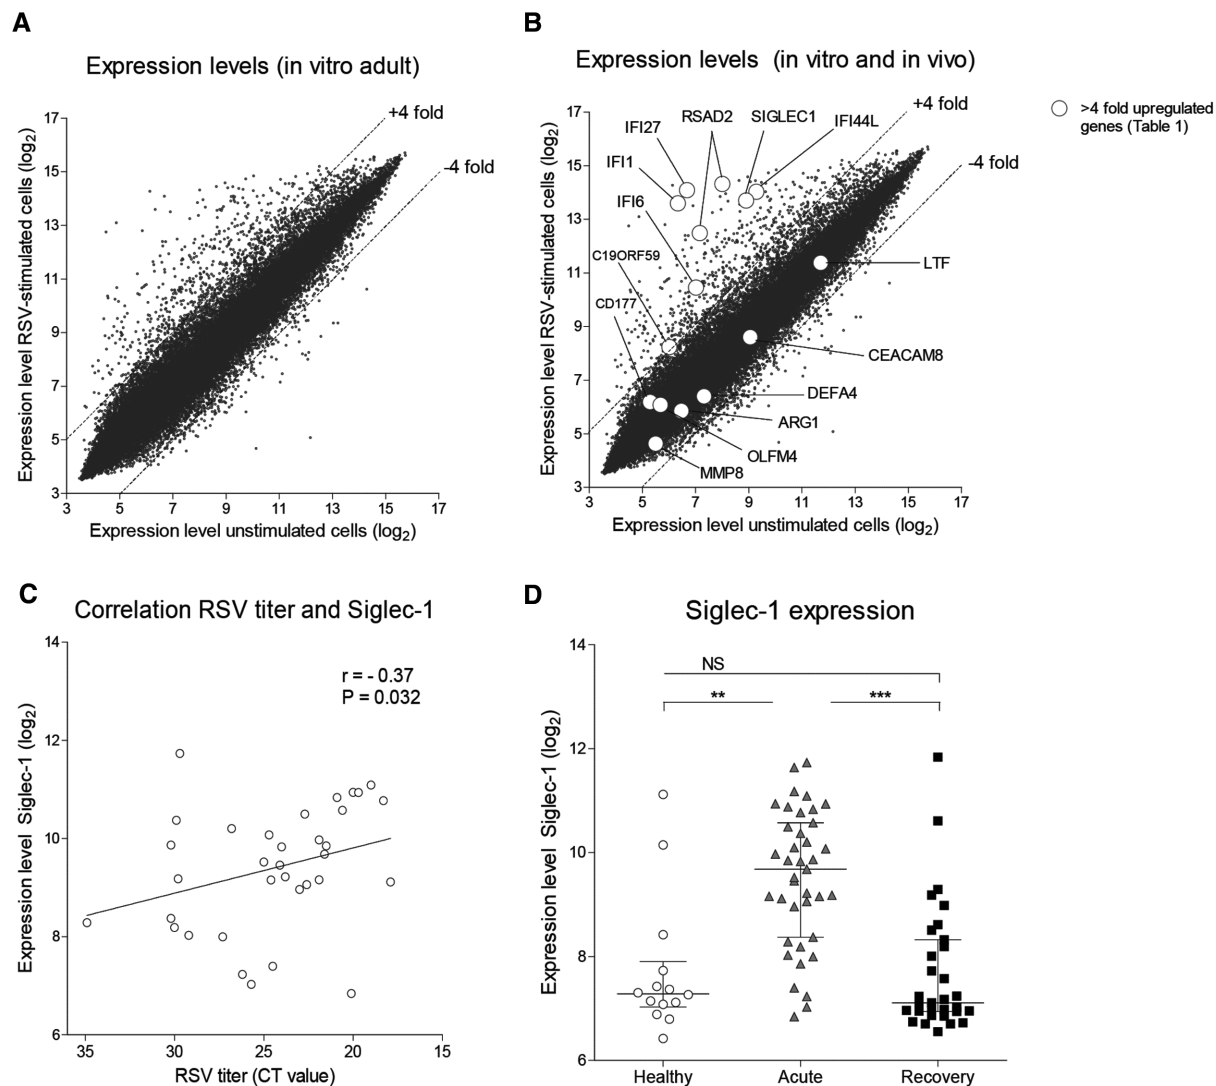 A
Expression levels (in vitro adult)
Expression level RSV-stimulated cells (log2)
17
15
13
11
9
7
5
3
+4 fold
-4 fold
3 5 7 9 11 13 15 17
Expression level unstimulated cells (log2)
B
Expression levels (in vitro and in vivo)
>4 fold upregulated
genes (Table 1)
Expression level RSV-stimulated cells (log2)
17
15
13
11
9
7
5
3
+4 fold
-4 fold
RSAD2
SIGLEC1
IFI44L
IFI27
IFI1
IFI6
C19ORF59
CD177
LTF
CEACAM8
DEFA4
ARG1
OLFM4
MMP8
3 5 7 9 11 13 15 17
Expression level unstimulated cells (log2)
C
Correlation RSV titer and Siglec-1
Expression level Siglec-1 (log2)
14
12
10
8
6
r = - 0.37
P = 0.032
35 30 25 20 15
RSV titer (CT value)
D
Siglec-1 expression
Expression level Siglec-1 (log2)
14
12
10
8
6
NS
** ***
Healthy Acute Recovery